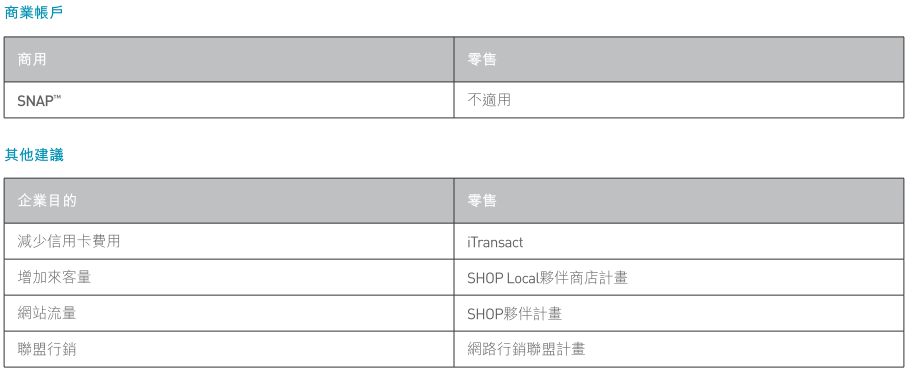 商業帳戶
商用 零售
SNAP™ 不適用
其他建議
企業目的 零售
減少信用卡費用 iTransact
增加來客量 SHOP Local夥伴商店計畫
網站流量 SHOP夥伴計畫
聯盟行銷 網路行銷聯盟計畫